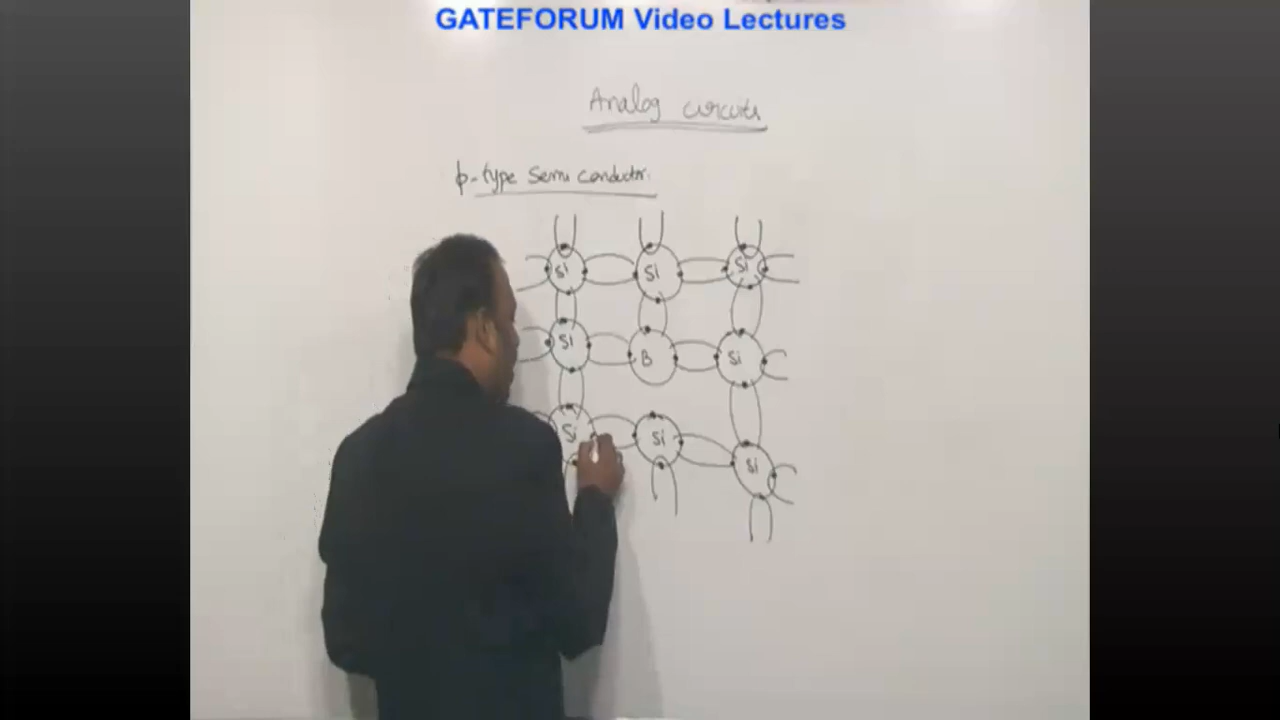 GATEFORUM Video Lectures
Analog circuits
p-type Semi conductor.
Si Si Si
Si B Si
Si Si Si